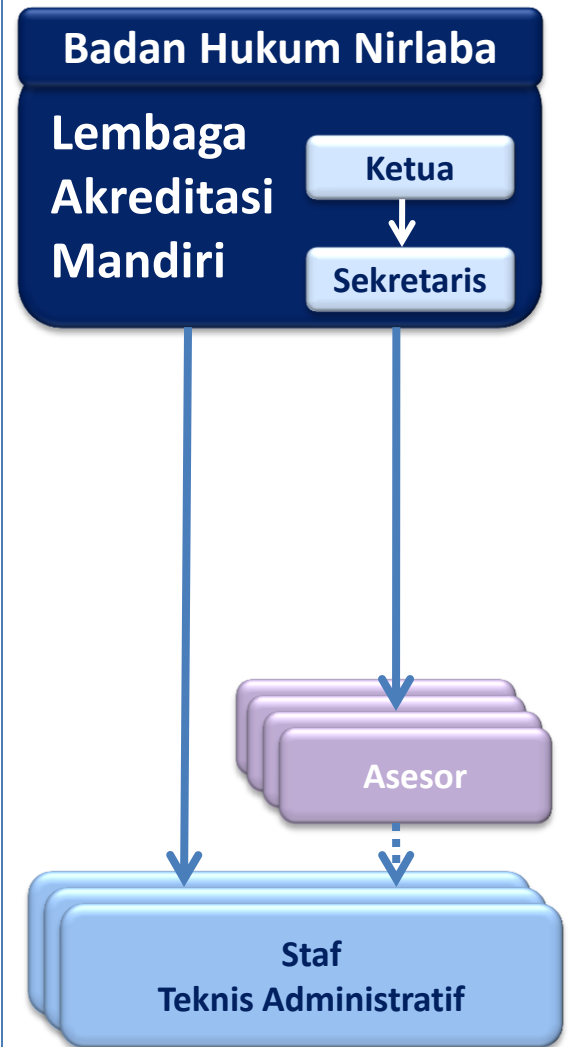 Badan Hukum Nirlaba
Lembaga
Akreditasi
Mandiri
Ketua
Sekretaris
Asesor
Staf
Teknis Administratif